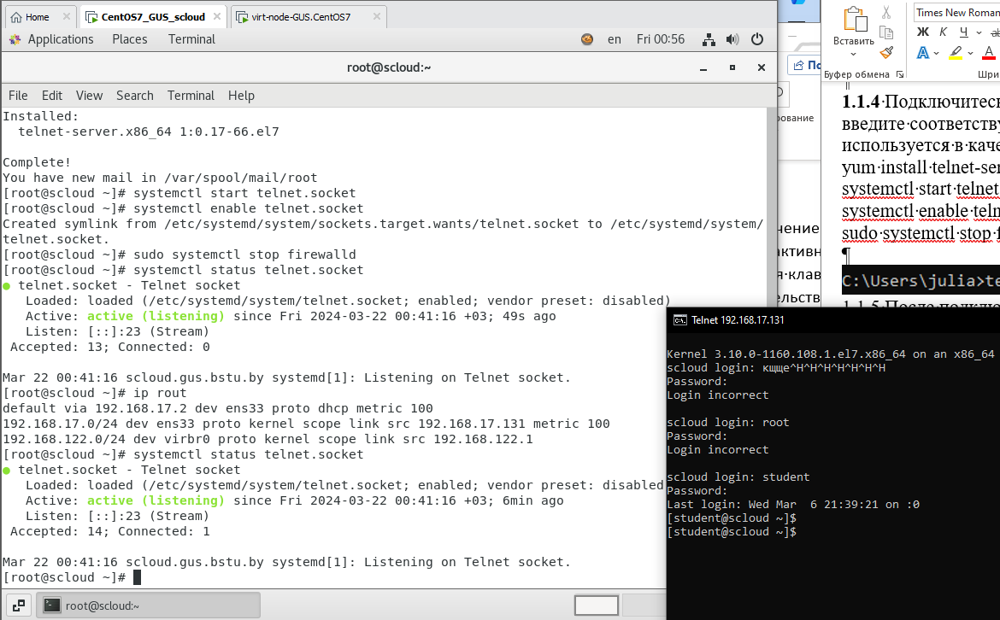 Home
CentOS7_GUS_scloud
virt-node-GUS.CentOS7
Applications Places Terminal
en Fri 00:56
root@scloud:~
File Edit View Search Terminal Help
Installed:
telnet-server.x86_64 1:0.17-66.el7
Complete!
You have new mail in /var/spool/mail/root
[root@scloud ~]# systemctl start telnet.socket
[root@scloud ~]# systemctl enable telnet.socket
Created symlink from /etc/systemd/system/sockets.target.wants/telnet.socket to /etc/systemd/system/
telnet.socket.
[root@scloud ~]# sudo systemctl stop firewalld
[root@scloud ~]# systemctl status telnet.socket
● telnet.socket - Telnet socket
Loaded: loaded (/etc/systemd/system/telnet.socket; enabled; vendor preset: disabled)
Active: active (listening) since Fri 2024-03-22 00:41:16 +03; 49s ago
Listen: [::]:23 (Stream)
Accepted: 13; Connected: 0
Mar 22 00:41:16 scloud.gus.bstu.by systemd[1]: Listening on Telnet socket.
[root@scloud ~]# ip rout
default via 192.168.17.2 dev ens33 proto dhcp metric 100
192.168.17.0/24 dev ens33 proto kernel scope link src 192.168.17.131 metric 100
192.168.122.0/24 dev virbr0 proto kernel scope link src 192.168.122.1
[root@scloud ~]# systemctl status telnet.socket
● telnet.socket - Telnet socket
Loaded: loaded (/etc/systemd/system/telnet.socket; enabled; vendor preset: disabled
Active: active (listening) since Fri 2024-03-22 00:41:16 +03; 6min ago
Listen: [::]:23 (Stream)
Accepted: 14; Connected: 1
Mar 22 00:41:16 scloud.gus.bstu.by systemd[1]: Listening on Telnet socket.
[root@scloud ~]#
root@scloud:~
По
рование
чение
активн
я·клав
ельств
Вставить
Буфер обмена
Times New Roman
Ж К Ч ab
А А
Шри
1.1.4·Подключитесь
введите·соответству
используется·в·каче
yum·install·telnet-ser
systemctl·start·telnet
systemctl·enable·teln
sudo·systemctl·stop·f
¶
C:\Users\julia>te
1.1.5·После·подклю
Telnet 192.168.17.131
Kernel 3.10.0-1160.108.1.el7.x86_64 on an x86_64
scloud login: кщще^H^H^H^H^H^H^H
Password:
Login incorrect
scloud login: root
Password:
Login incorrect
scloud login: student
Password:
Last login: Wed Mar  6 21:39:21 on :0
[student@scloud ~]$
[student@scloud ~]$